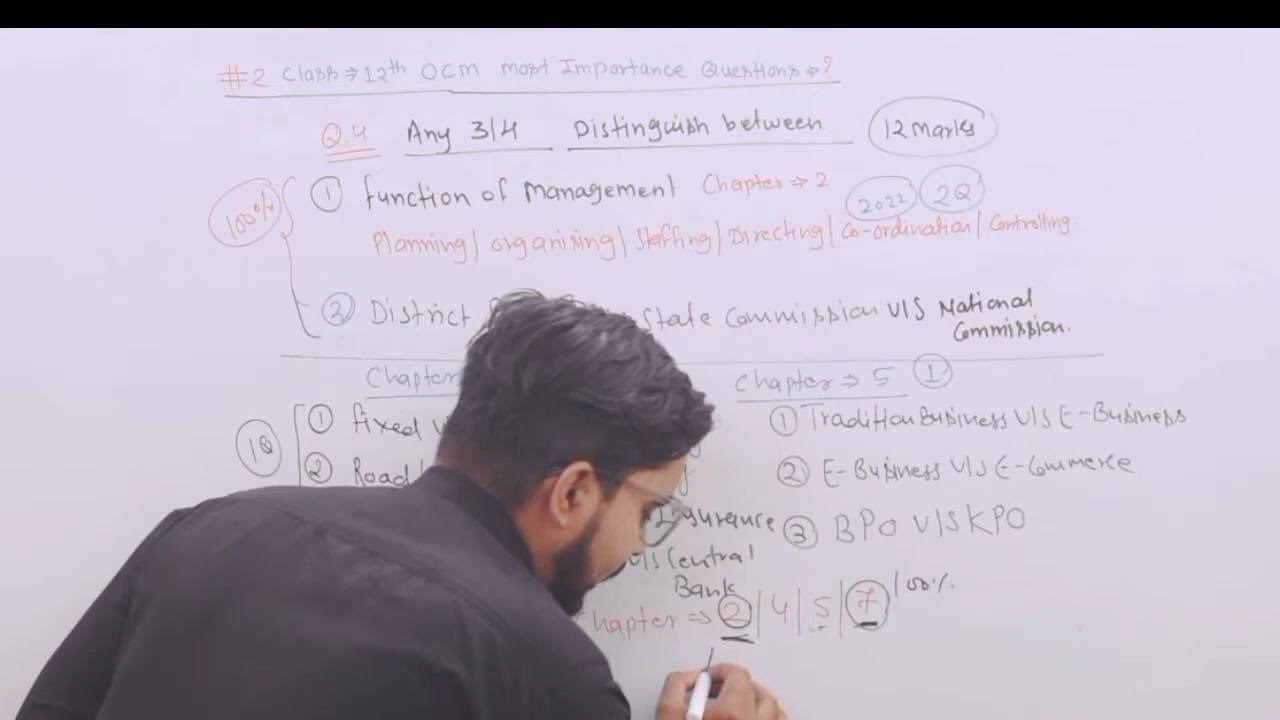 #2 Class⇒12th OCM Most Importance Questions⇒?
Q.4 Any 3/4 Distinguish between 12 Marks
100% ① Function of Management Chapter⇒2 2022 2Q
Planning/ organising/ Staffing/ Directing/ Co-ordination/ Controlling
② District State Commission V/S National
Commission.
Chapter Chapter⇒5 ①
1Q ① fixed ① Tradition Business V/S E-Business
② Road ② E-Business V/S E-Commerce
Insurance ③ BPO V/S KPO
V/S Central
Bank
Chapter⇒ 2/4/5/7 100%